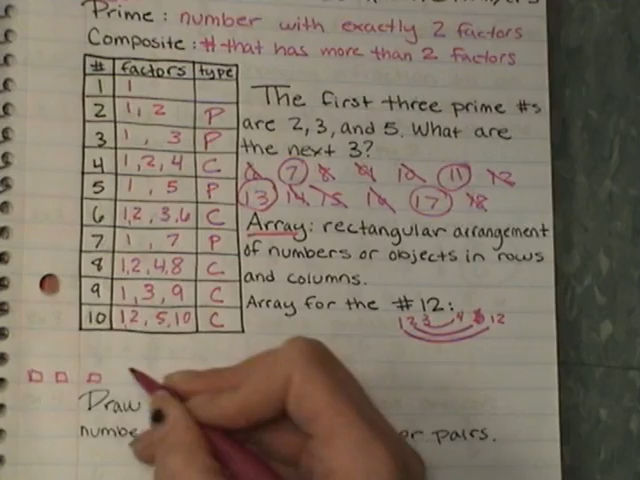 Prime: number with exactly 2 factors
Composite: # that has more than 2 factors
# factors type
1 1
2 1, 2 P
3 1, 3 P
4 1, 2, 4 C
5 1, 5 P
6 1,2, 3,6 C
7 1, 7 P
8 1,2,4,8 C
9 1, 3, 9 C
10 1 2, 5, 10 C
The first three prime #s
are 2, 3, and 5. What are
the next 3?
7 8 9 10 11 12
13 14 15 16 17 18
Array: rectangular arrangement
of numbers or objects in rows
and columns.
Array for the #12:
1 2 3 4 6 12
Draw
pairs.